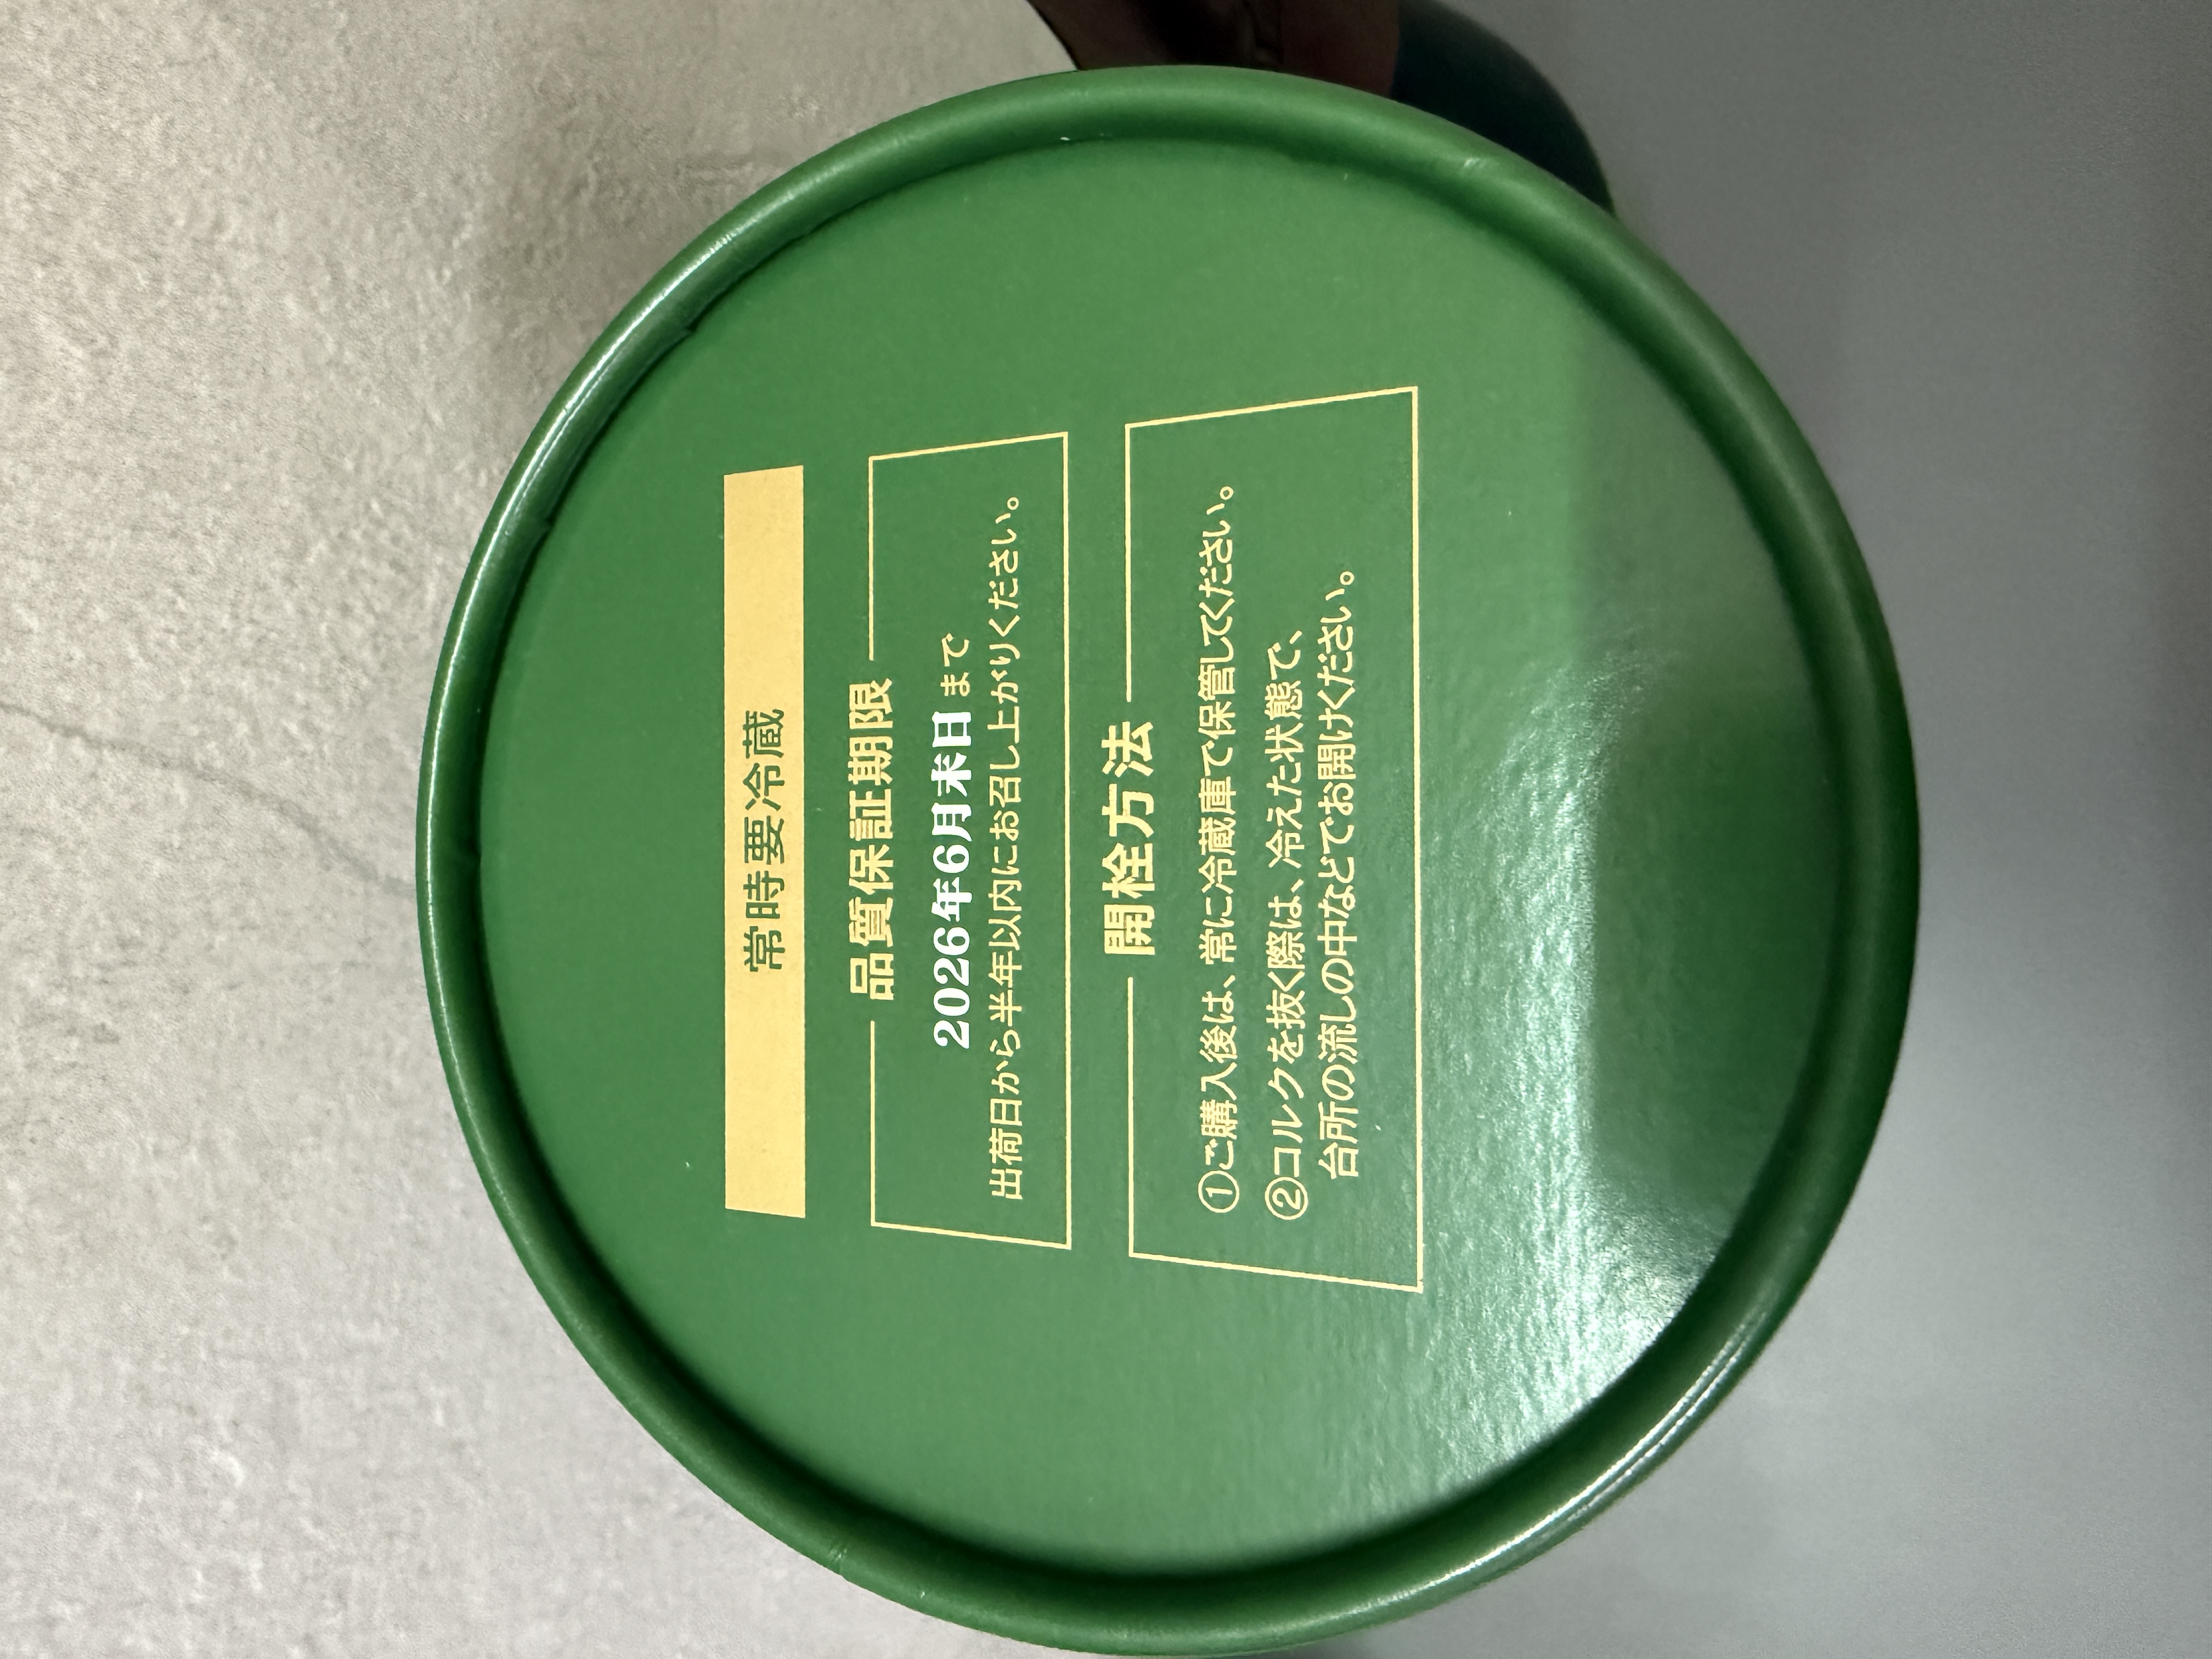 常時要冷蔵
品質保証期限
2026年6月末日まで
出荷日から半年以内にお召し上がりください。
開栓方法
①ご購入後は、常に冷蔵庫で保管してください。
②コルクを抜く際は、冷えた状態で、
台所の流しの中などでお開けください。